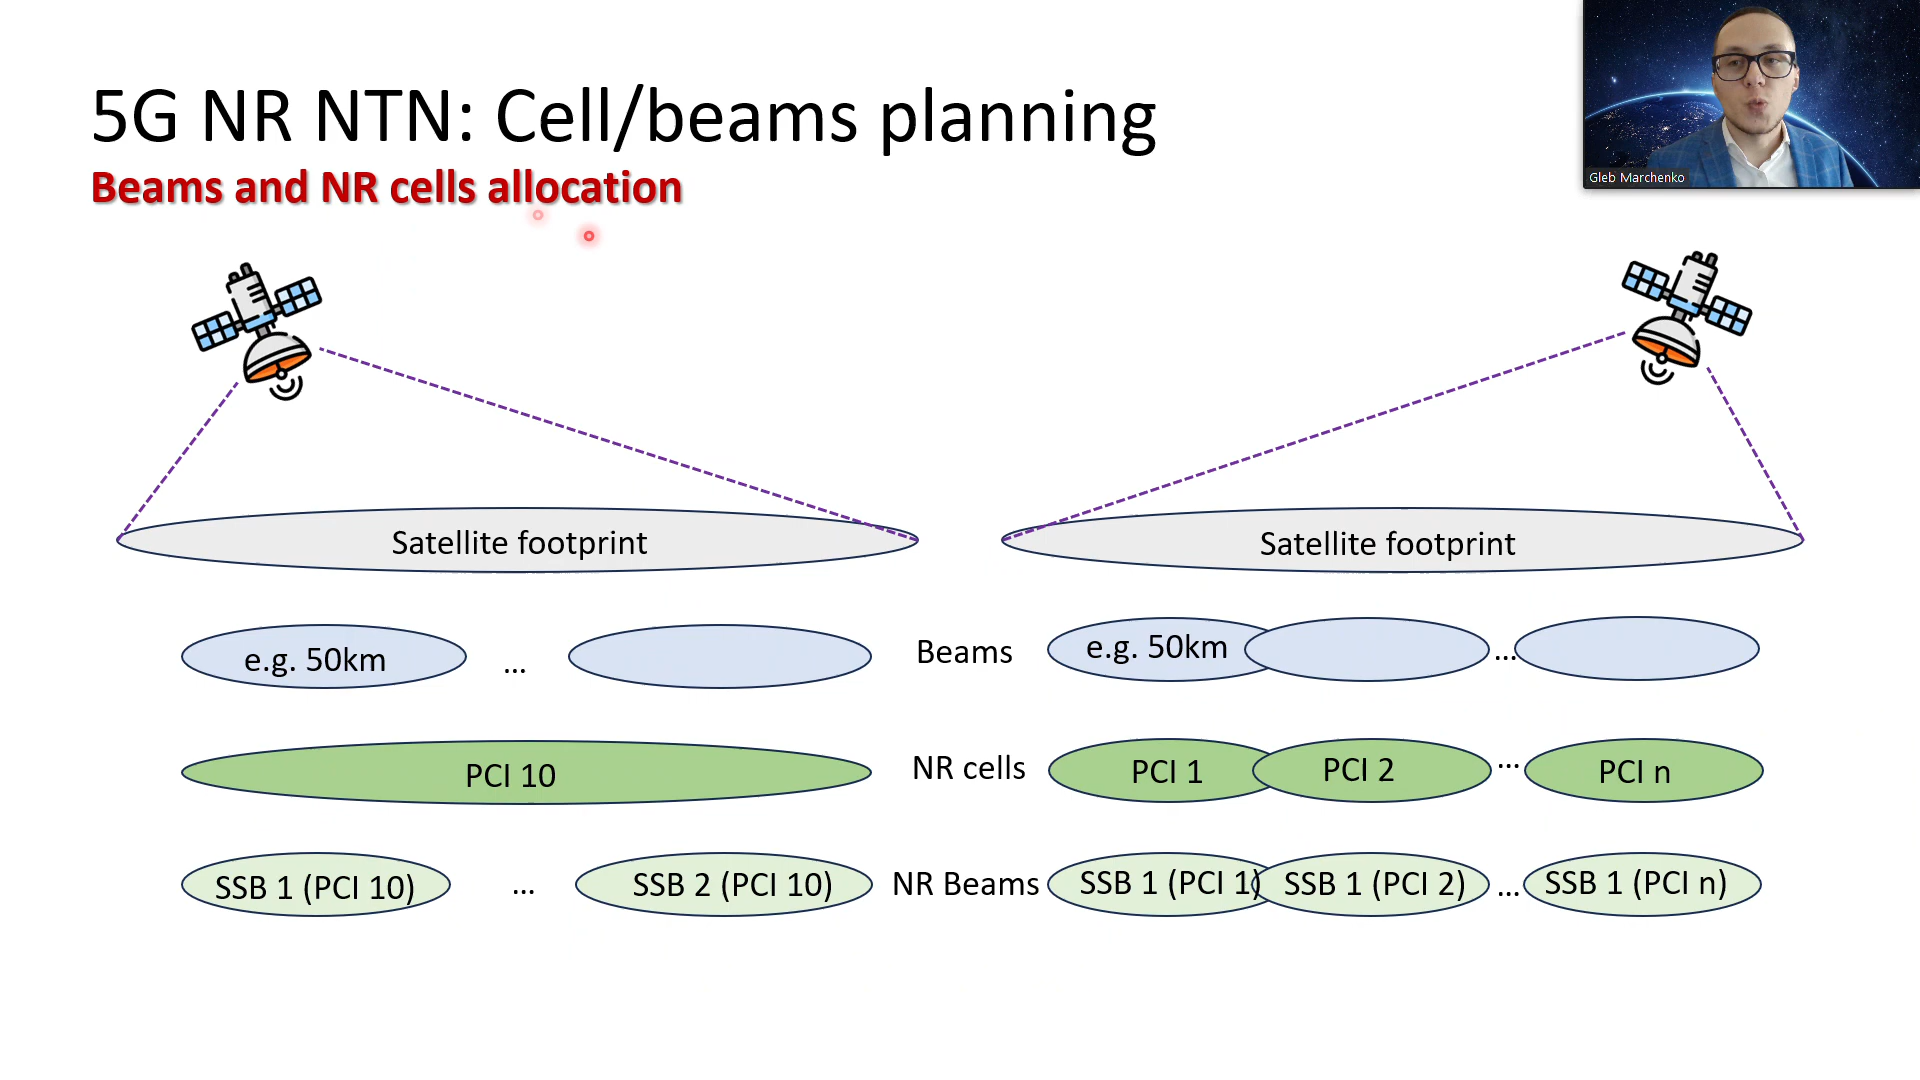 5G NR NTN: Cell/beams planning
Beams and NR cells allocation
Gleb Marchenko
Satellite footprint
Satellite footprint
e.g. 50km
...
Beams
e.g. 50km
...
PCI 10
NR cells
PCI 1
PCI 2
...
PCI n
SSB 1 (PCI 10)
...
SSB 2 (PCI 10)
NR Beams
SSB 1 (PCI 1)
SSB 1 (PCI 2)
...
SSB 1 (PCI n)